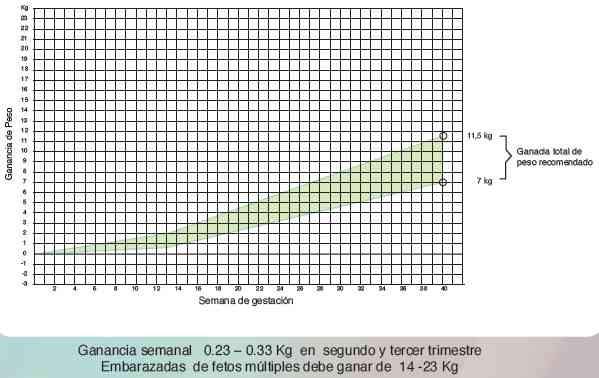 Kg
23
22
21
20
19
18
17
16
15
14
13
12
11
10
9
8
7
6
5
4
3
2
1
0
-1
-2
-3
Ganancia de Peso
2 4 6 8 10 12 14 16 18 20 22 24 26 28 30 32 34 36 38 40
Semana de gestación
11,5 kg
7 kg
Ganacia total de
peso recomendado
Ganancia semanal 0.23 – 0.33 Kg en segundo y tercer trimestre
Embarazadas de fetos múltiples debe ganar de 14 -23 Kg